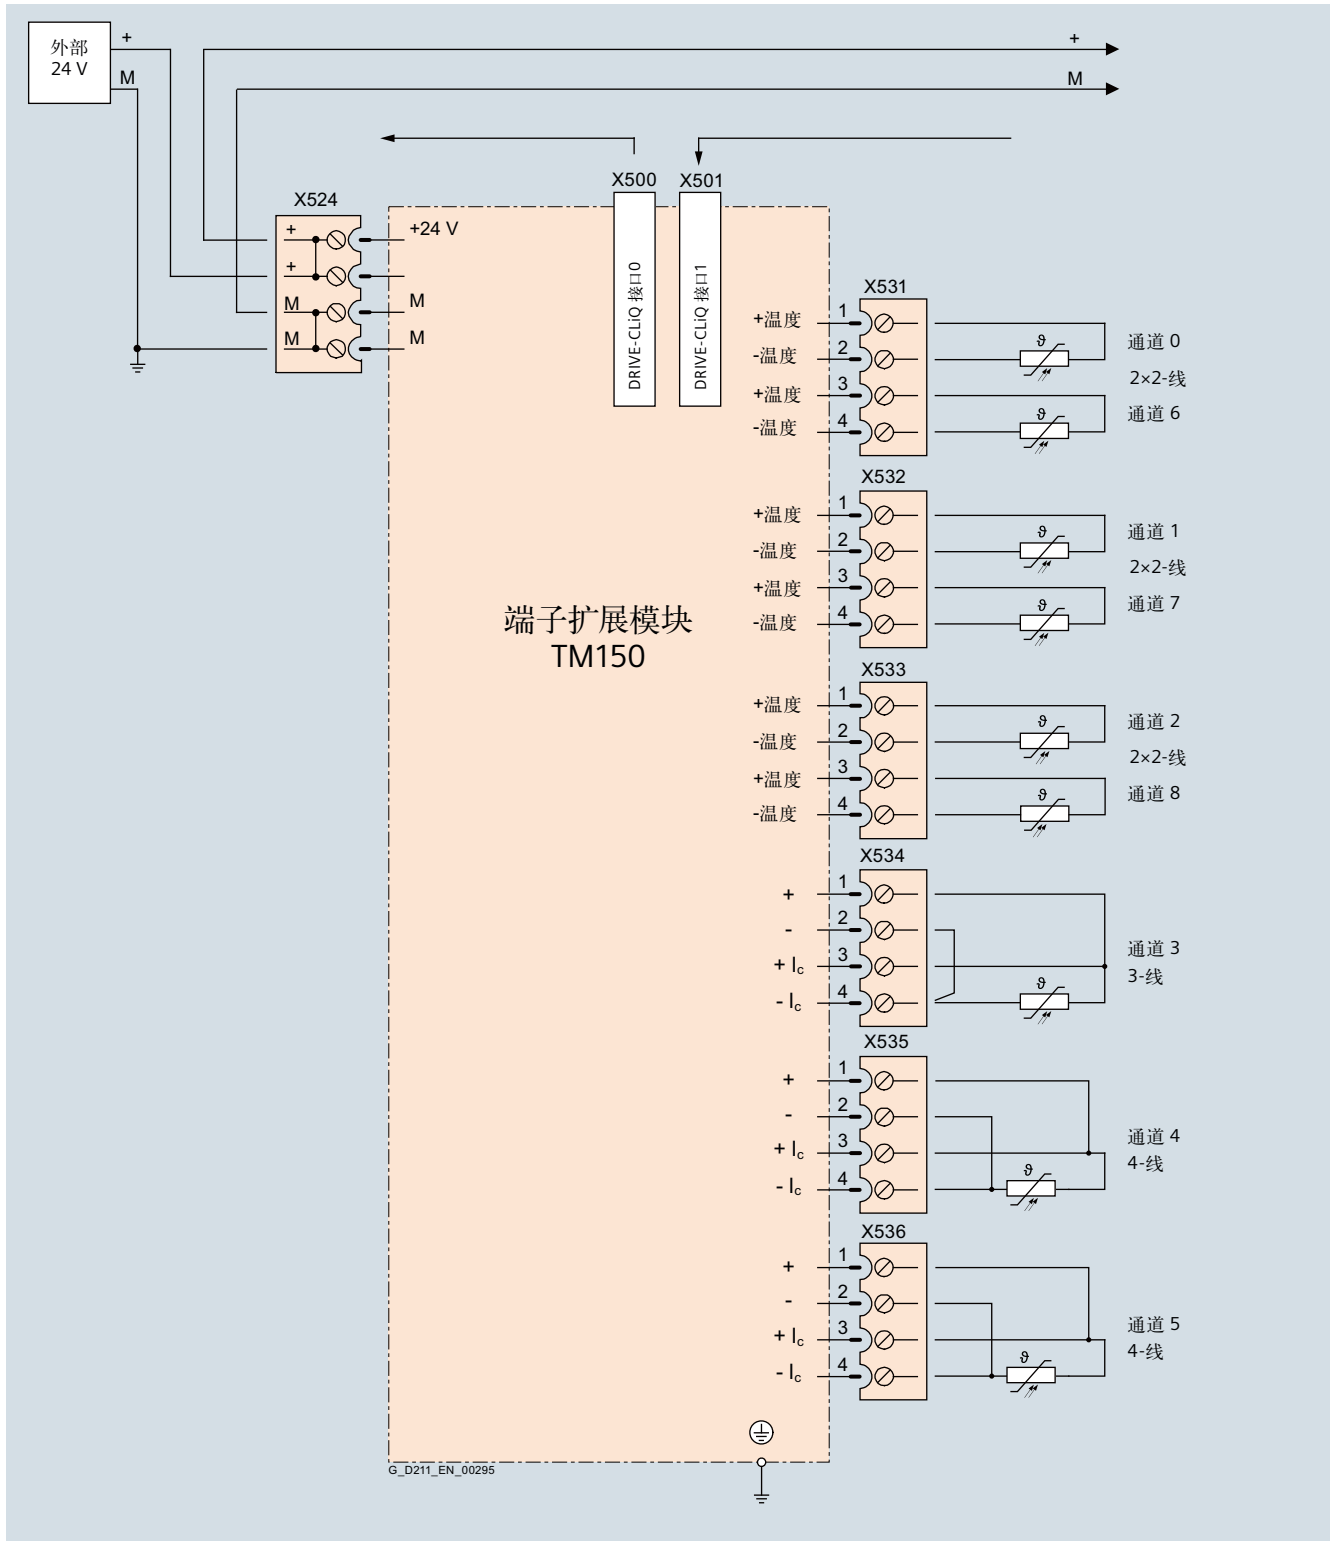 外部
24 V
+
M
+
M
X500
X501
X524
+
+
M
M
+24 V
M
M
DRIVE-CLiQ 接口0
DRIVE-CLiQ 接口1
端子扩展模块
TM150
X531
+温度 1
-温度 2
+温度 3
-温度 4
ϑ
ϑ
通道 0
2×2-线
通道 6
X532
+温度 1
-温度 2
+温度 3
-温度 4
ϑ
ϑ
通道 1
2×2-线
通道 7
X533
+温度 1
-温度 2
+温度 3
-温度 4
ϑ
ϑ
通道 2
2×2-线
通道 8
X534
+ 1
- 2
+ Ic 3
- Ic 4
ϑ
通道 3
3-线
X535
+ 1
- 2
+ Ic 3
- Ic 4
ϑ
通道 4
4-线
X536
+ 1
- 2
+ Ic 3
- Ic 4
ϑ
通道 5
4-线
G_D211_EN_00295